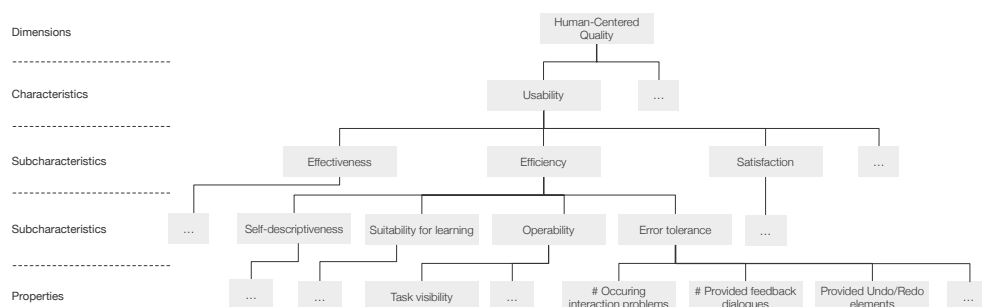 Human-Centered
Quality
Dimensions
Characteristics
Usability
...
Subcharacteristics
Effectiveness
Efficiency
Satisfaction
...
Subcharacteristics
...
Self-descriptiveness
Suitability for learning
Operability
Error tolerance
...
Properties
...
...
Task visibility
...
# Occuring
interaction problems
# Provided feedback
dialogues
Provided Undo/Redo
elements
...